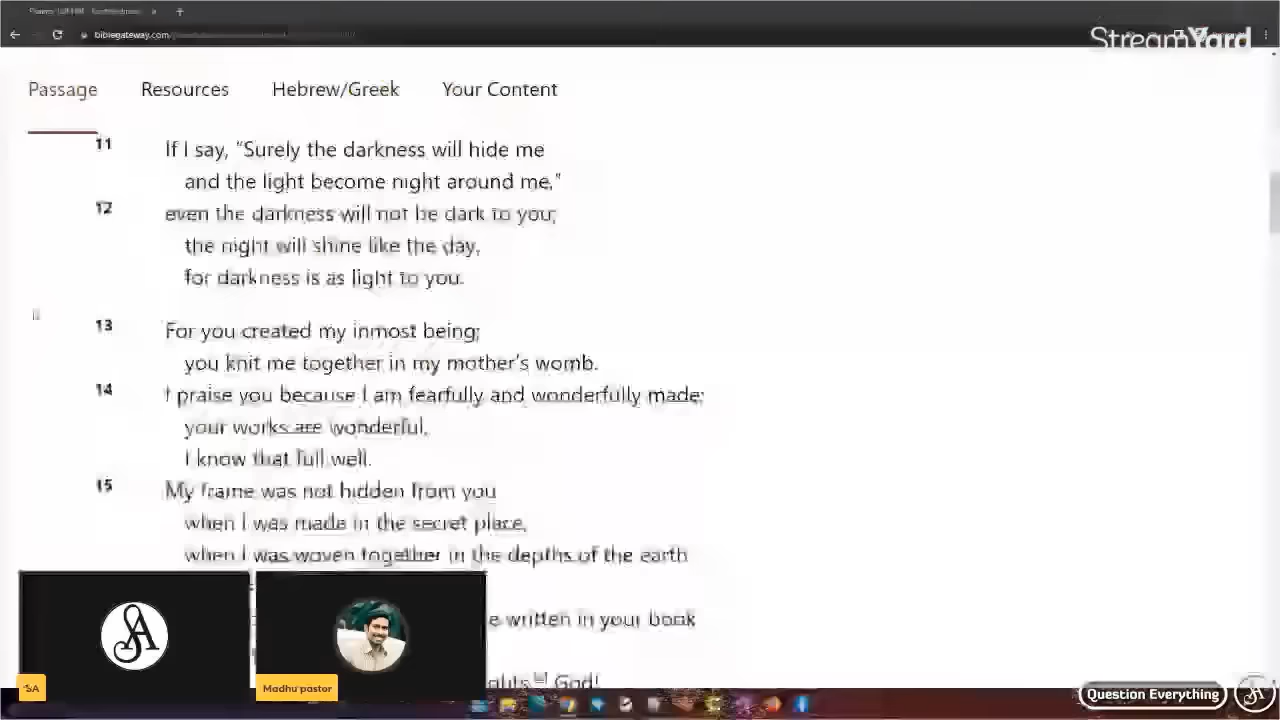 biblegateway.com
StreamYard
Passage Resources Hebrew/Greek Your Content
11 If I say, “Surely the darkness will hide me
and the light become night around me,”
12 even the darkness will not be dark to you;
the night will shine like the day,
for darkness is as light to you.
13 For you created my inmost being;
you knit me together in my mother’s womb.
14 I praise you because I am fearfully and wonderfully made;
your works are wonderful,
I know that full well.
15 My frame was not hidden from you
when I was made in the secret place,
when I was woven together in the depths of the earth
written in your book
God!
SA
Madhu pastor
Question Everything